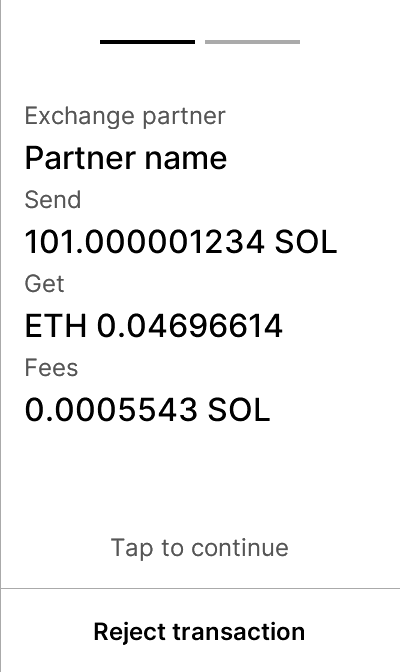 Exchange partner
Partner name
Send
101.000001234 SOL
Get
ETH 0.04696614
Fees
0.0005543 SOL
Tap to continue
Reject transaction